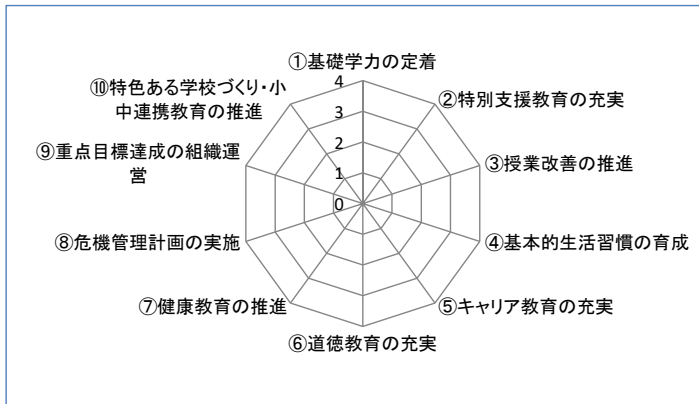 ①基礎学力の定着
②特別支援教育の充実
③授業改善の推進
④基本的生活習慣の育成
⑤キャリア教育の充実
⑥道徳教育の充実
⑦健康教育の推進
⑧危機管理計画の実施
⑨重点目標達成の組織運
営
⑩特色ある学校づくり・小
中連携教育の推進
4
3
2
1
0